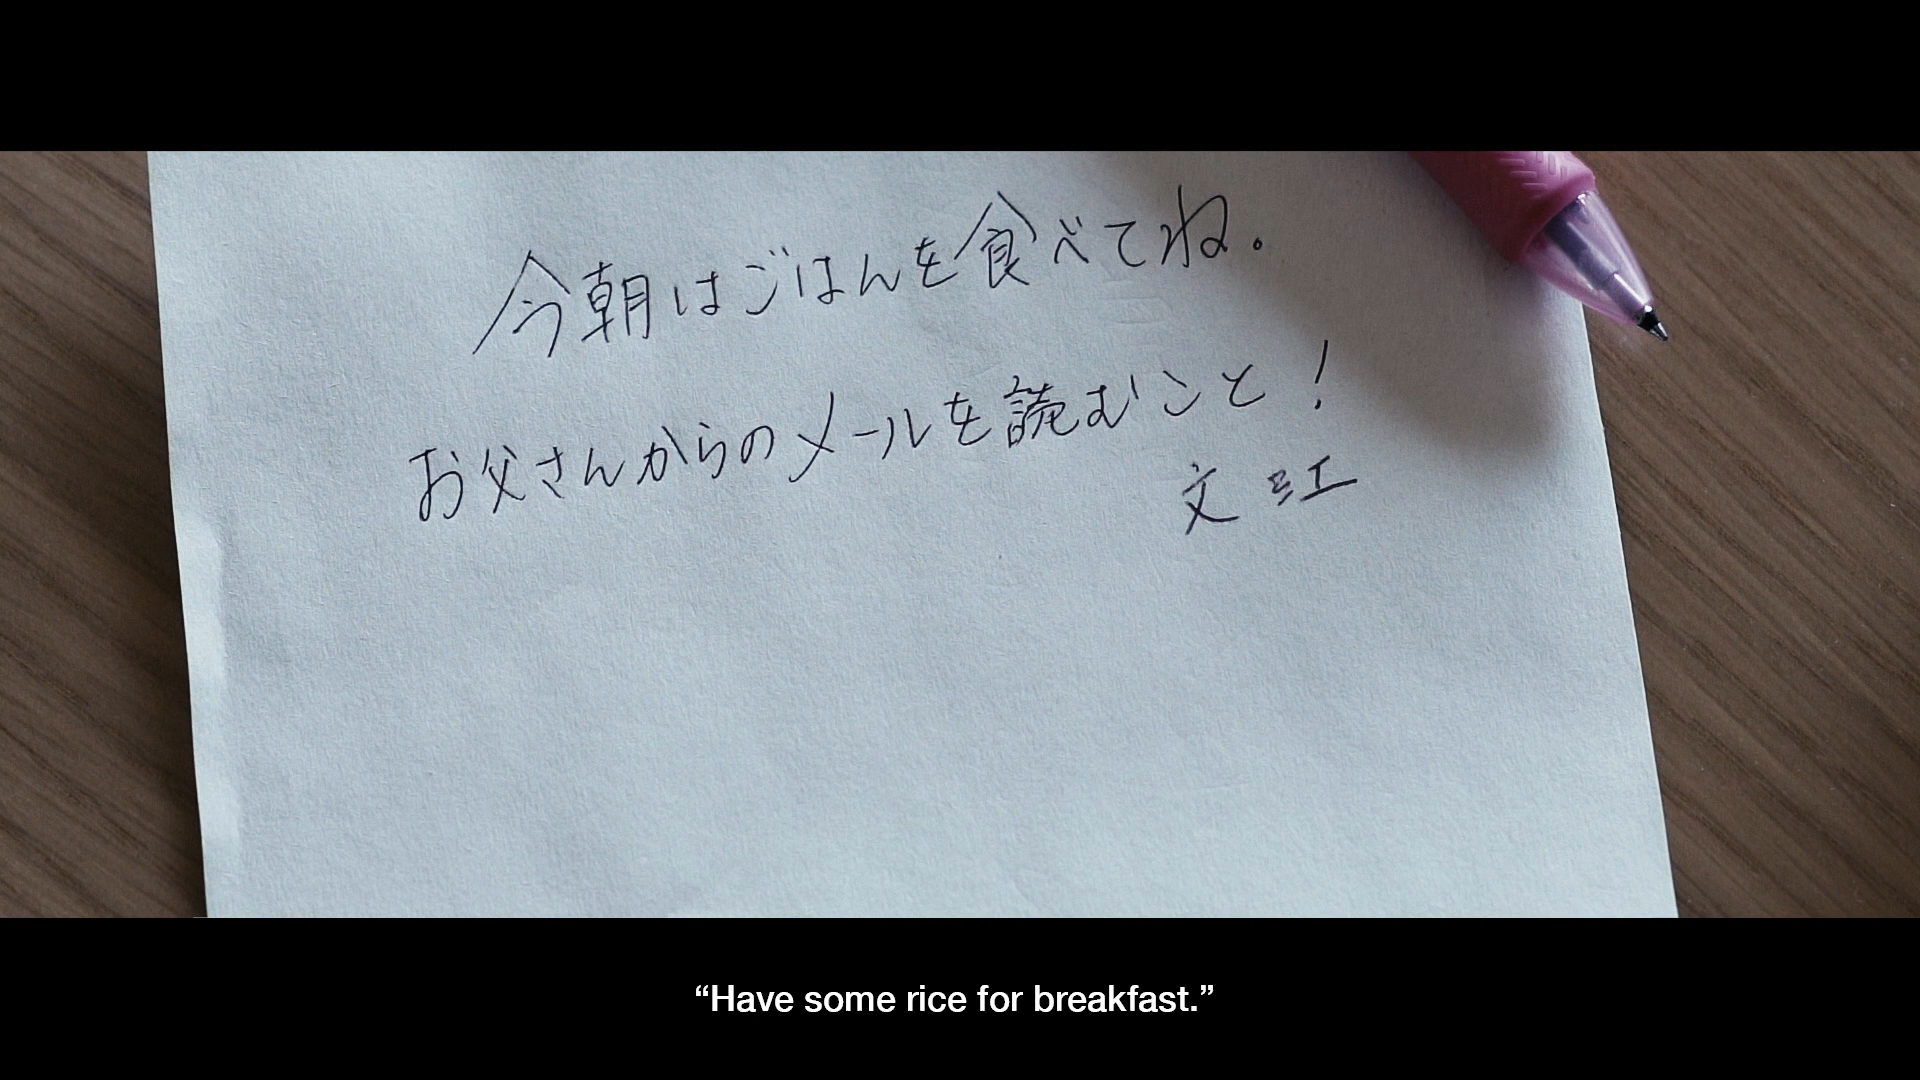 今朝はごはんを食べてね。
お父さんからのメールを読むこと！
文
“Have some rice for breakfast.”